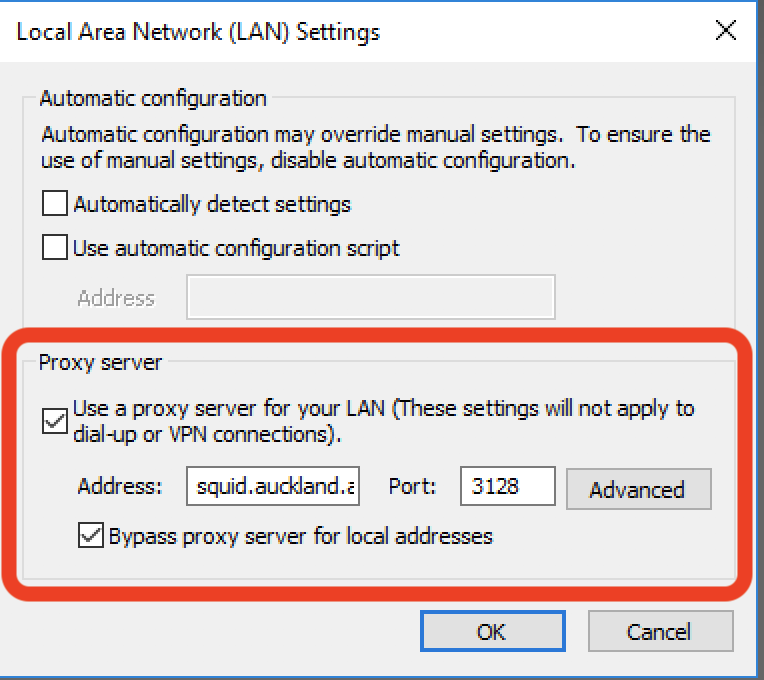 Local Area Network (LAN) Settings
Automatic configuration
Automatic configuration may override manual settings.  To ensure the
use of manual settings, disable automatic configuration.
Automatically detect settings
Use automatic configuration script
Address
Proxy server
Use a proxy server for your LAN (These settings will not apply to
dial-up or VPN connections).
Address: squid.auckland.a Port: 3128 Advanced
Bypass proxy server for local addresses
OK Cancel